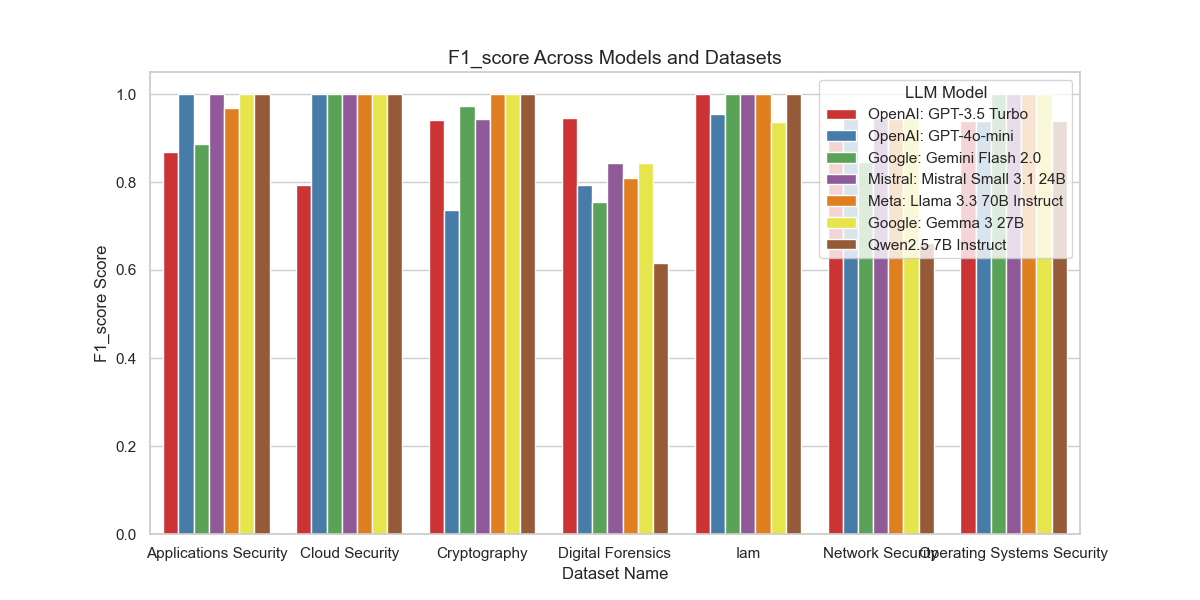 F1_score Across Models and Datasets
LLM Model
OpenAI: GPT-3.5 Turbo
OpenAI: GPT-4o-mini
Google: Gemini Flash 2.0
Mistral: Mistral Small 3.1 24B
Meta: Llama 3.3 70B Instruct
Google: Gemma 3 27B
Qwen2.5 7B Instruct
F1_score Score
1.0
0.8
0.6
0.4
0.2
0.0
Applications Security
Cloud Security
Cryptography
Digital Forensics
Iam
Network Security
Operating Systems Security
Dataset Name